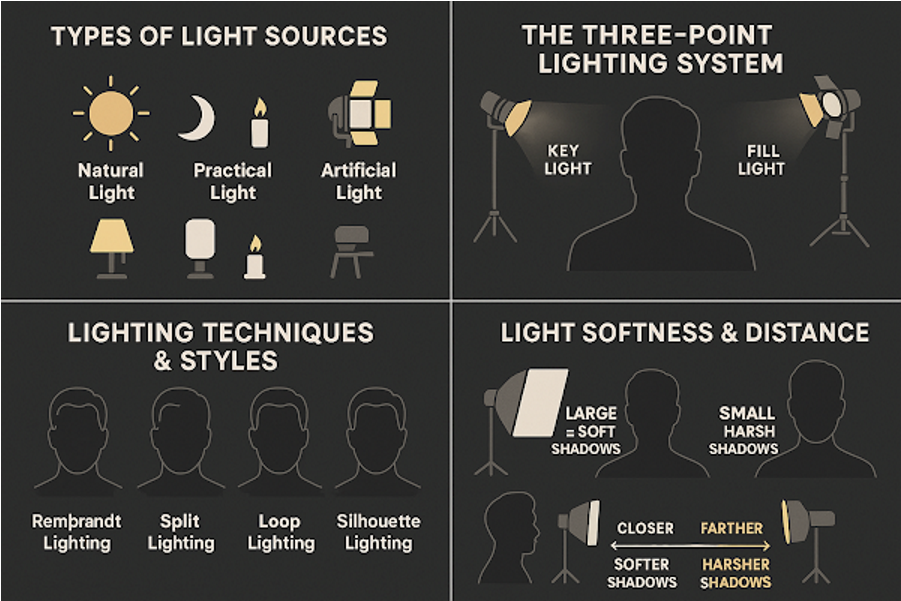 TYPES OF LIGHT SOURCES
Natural
Light
Practical
Light
Artificial
Light
THE THREE-POINT
LIGHTING SYSTEM
KEY
LIGHT
FILL
LIGHT
LIGHTING TECHNIQUES
& STYLES
Rembrandt
Lighting
Split
Lighting
Loop
Lighting
Silhouette
Lighting
LIGHT SOFTNESS & DISTANCE
LARGE
= SOFT
SHADOWS
SMALL
HARSH
SHADOWS
CLOSER
FARTHER
SOFTER
SHADOWS
HARSHER
SHADOWS